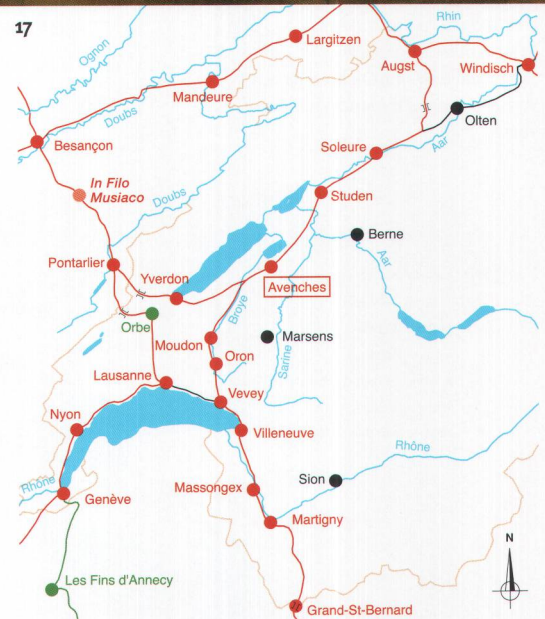 17
Ognon
Largitzen
Rhin
Augst
Windisch
Mandeure
Doubs
Olten
Besançon
Soleure
Aar
In Filo
Musiaco
Doubs
Studen
Berne
Pontarlier
Yverdon
Avenches
Aar
Orbe
Broye
Moudon
Marsens
Oron
Sarine
Lausanne
Vevey
Nyon
Villeneuve
Rhône
Rhône
Sion
Genève
Massongex
Martigny
N
Les Fins d'Annecy
Grand-St-Bernard